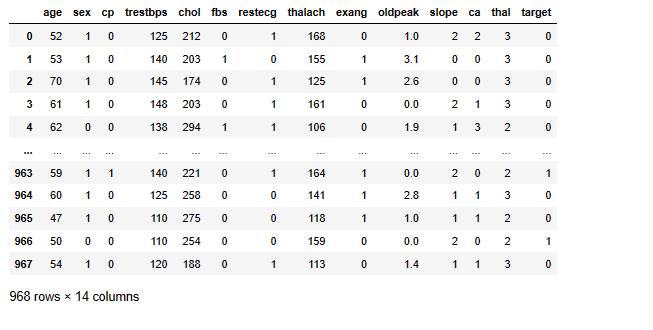 age sex cp trestbps chol fbs restecg thalach exang oldpeak slope ca thal target
0 52 1 0 125 212 0 1 168 0 1.0 2 2 3 0
1 53 1 0 140 203 1 0 155 1 3.1 0 0 3 0
2 70 1 0 145 174 0 1 125 1 2.6 0 0 3 0
3 61 1 0 148 203 0 1 161 0 0.0 2 1 3 0
4 62 0 0 138 294 1 1 106 0 1.9 1 3 2 0
... ... ... ... ... ... ... ... ... ... ... ... ... ... ...
963 59 1 1 140 221 0 1 164 1 0.0 2 0 2 1
964 60 1 0 125 258 0 0 141 1 2.8 1 1 3 0
965 47 1 0 110 275 0 0 118 1 1.0 1 1 2 0
966 50 0 0 110 254 0 0 159 0 0.0 2 0 2 1
967 54 1 0 120 188 0 1 113 0 1.4 1 1 3 0
968 rows × 14 columns